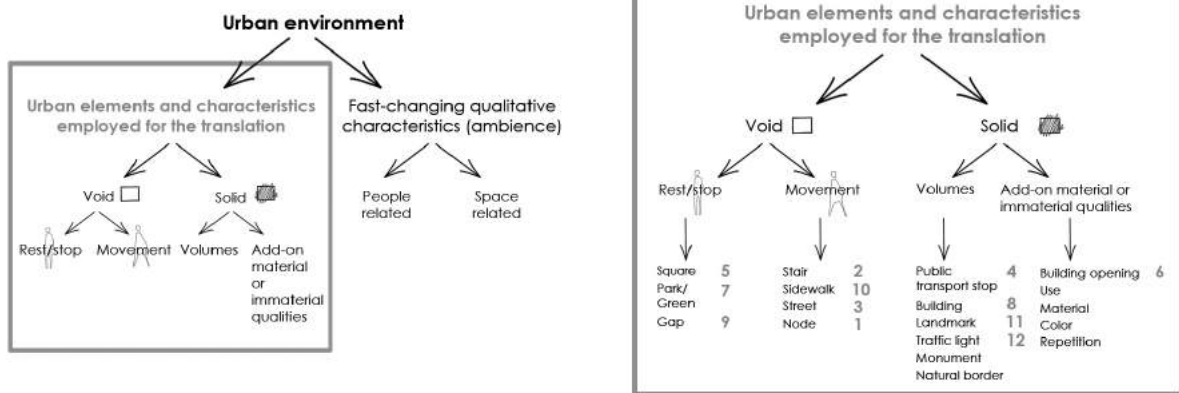 Urban environment
Urban elements and characteristics
employed for the translation
Fast-changing qualitative
characteristics (ambience)
Void
Solid
People
related
Space
related
Rest/stop
Movement
Volumes
Add-on
material
or
immaterial
qualities
Urban elements and characteristics
employed for the translation
Void
Solid
Rest/stop
Movement
Volumes
Add-on material or
immaterial qualities
Square 5
Park/
Green 7
Gap 9
Stair 2
Sidewalk 10
Street 3
Node 1
Public
transport stop 4
Building 8
Landmark 11
Traffic light 12
Monument
Natural border
Building opening 6
Use
Material
Color
Repetition